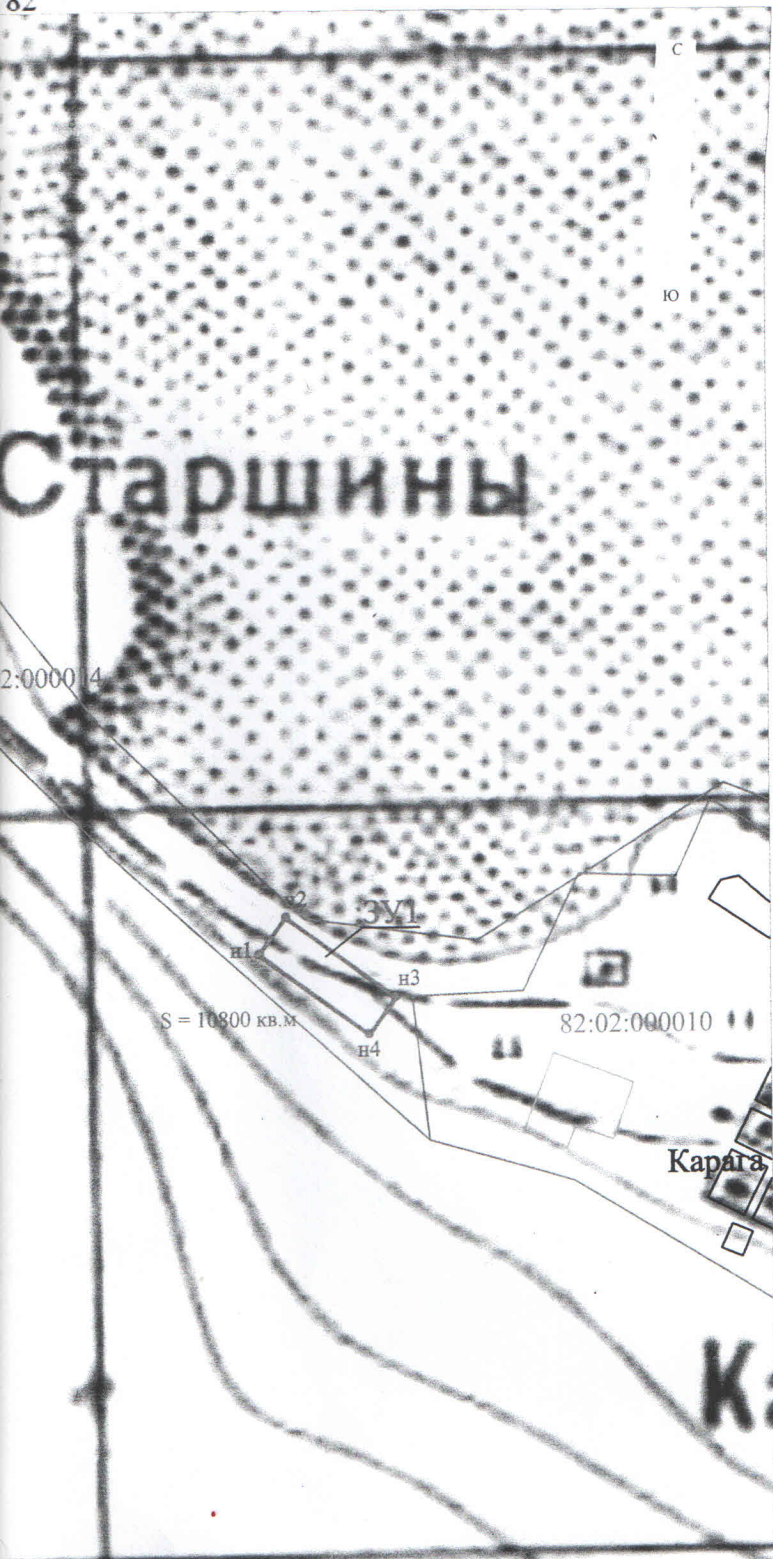 82
С
Ю
Старшины
2:000014
н2
ЗУ1
н1
н3
S = 10800 кв.м
82:02:000010
н4
Карага
Ка